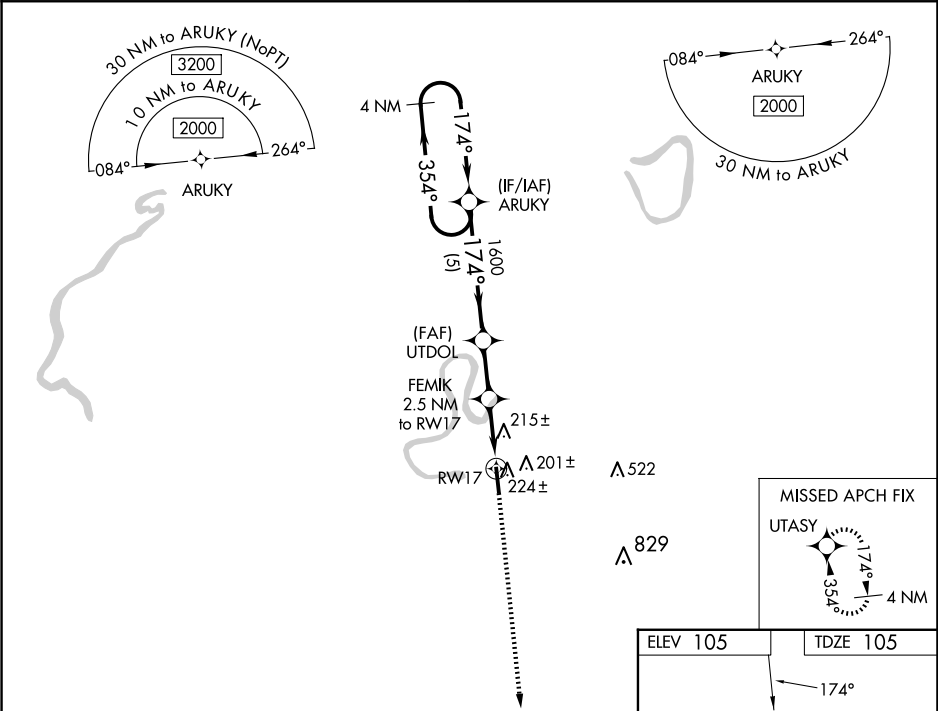 30 NM to ARUKY (NoPT)
3200
10 NM to ARUKY
2000
084°
264°
ARUKY
084°
264°
ARUKY
2000
30 NM to ARUKY
4 NM
174°
354°
(IF/IAF)
ARUKY
1600
174°
(5)
(FAF)
UTDOL
FEMIK
2.5 NM
to RW17
215±
201±
522
RW17
224±
829
MISSED APCH FIX
UTASY
174°
354°
4 NM
ELEV 105
TDZE 105
174°